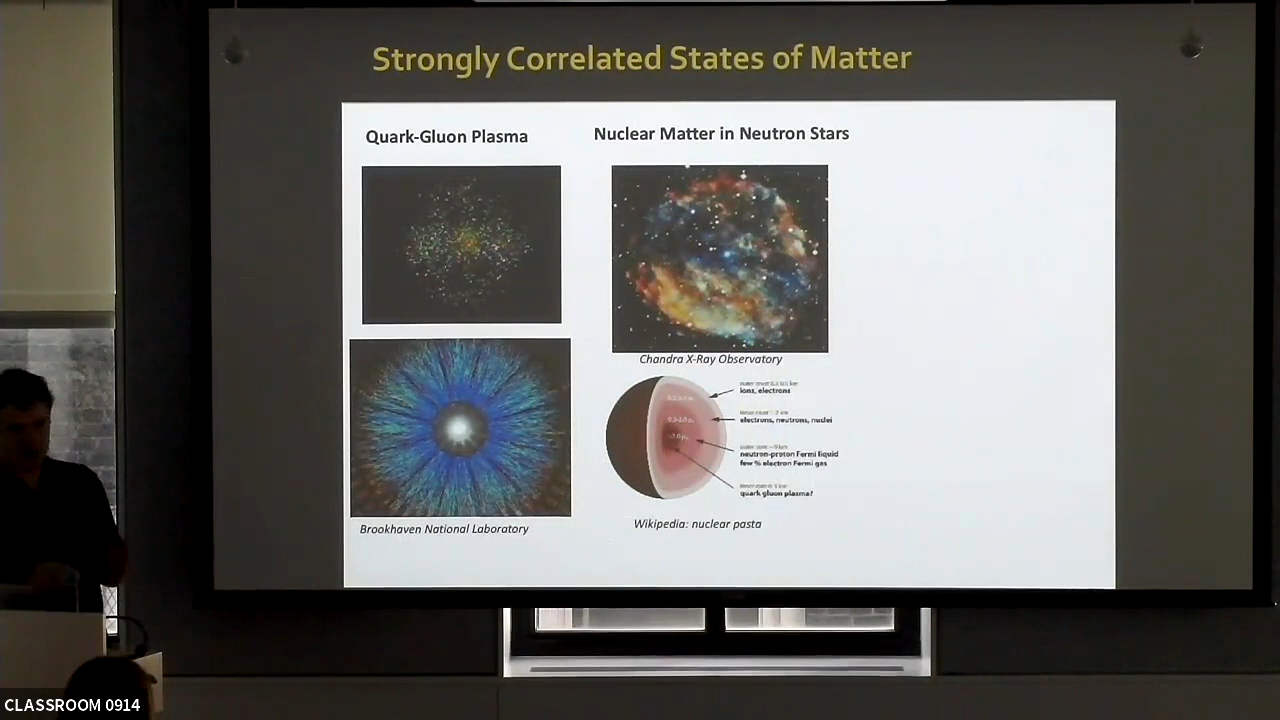 Strongly Correlated States of Matter
Quark-Gluon Plasma
Nuclear Matter in Neutron Stars
Chandra X-Ray Observatory
ions, electrons
electrons, neutrons, nuclei
neutron-proton Fermi liquid
few % electron Fermi gas
quark gluon plasma?
Brookhaven National Laboratory
Wikipedia: nuclear pasta
CLASSROOM 0914